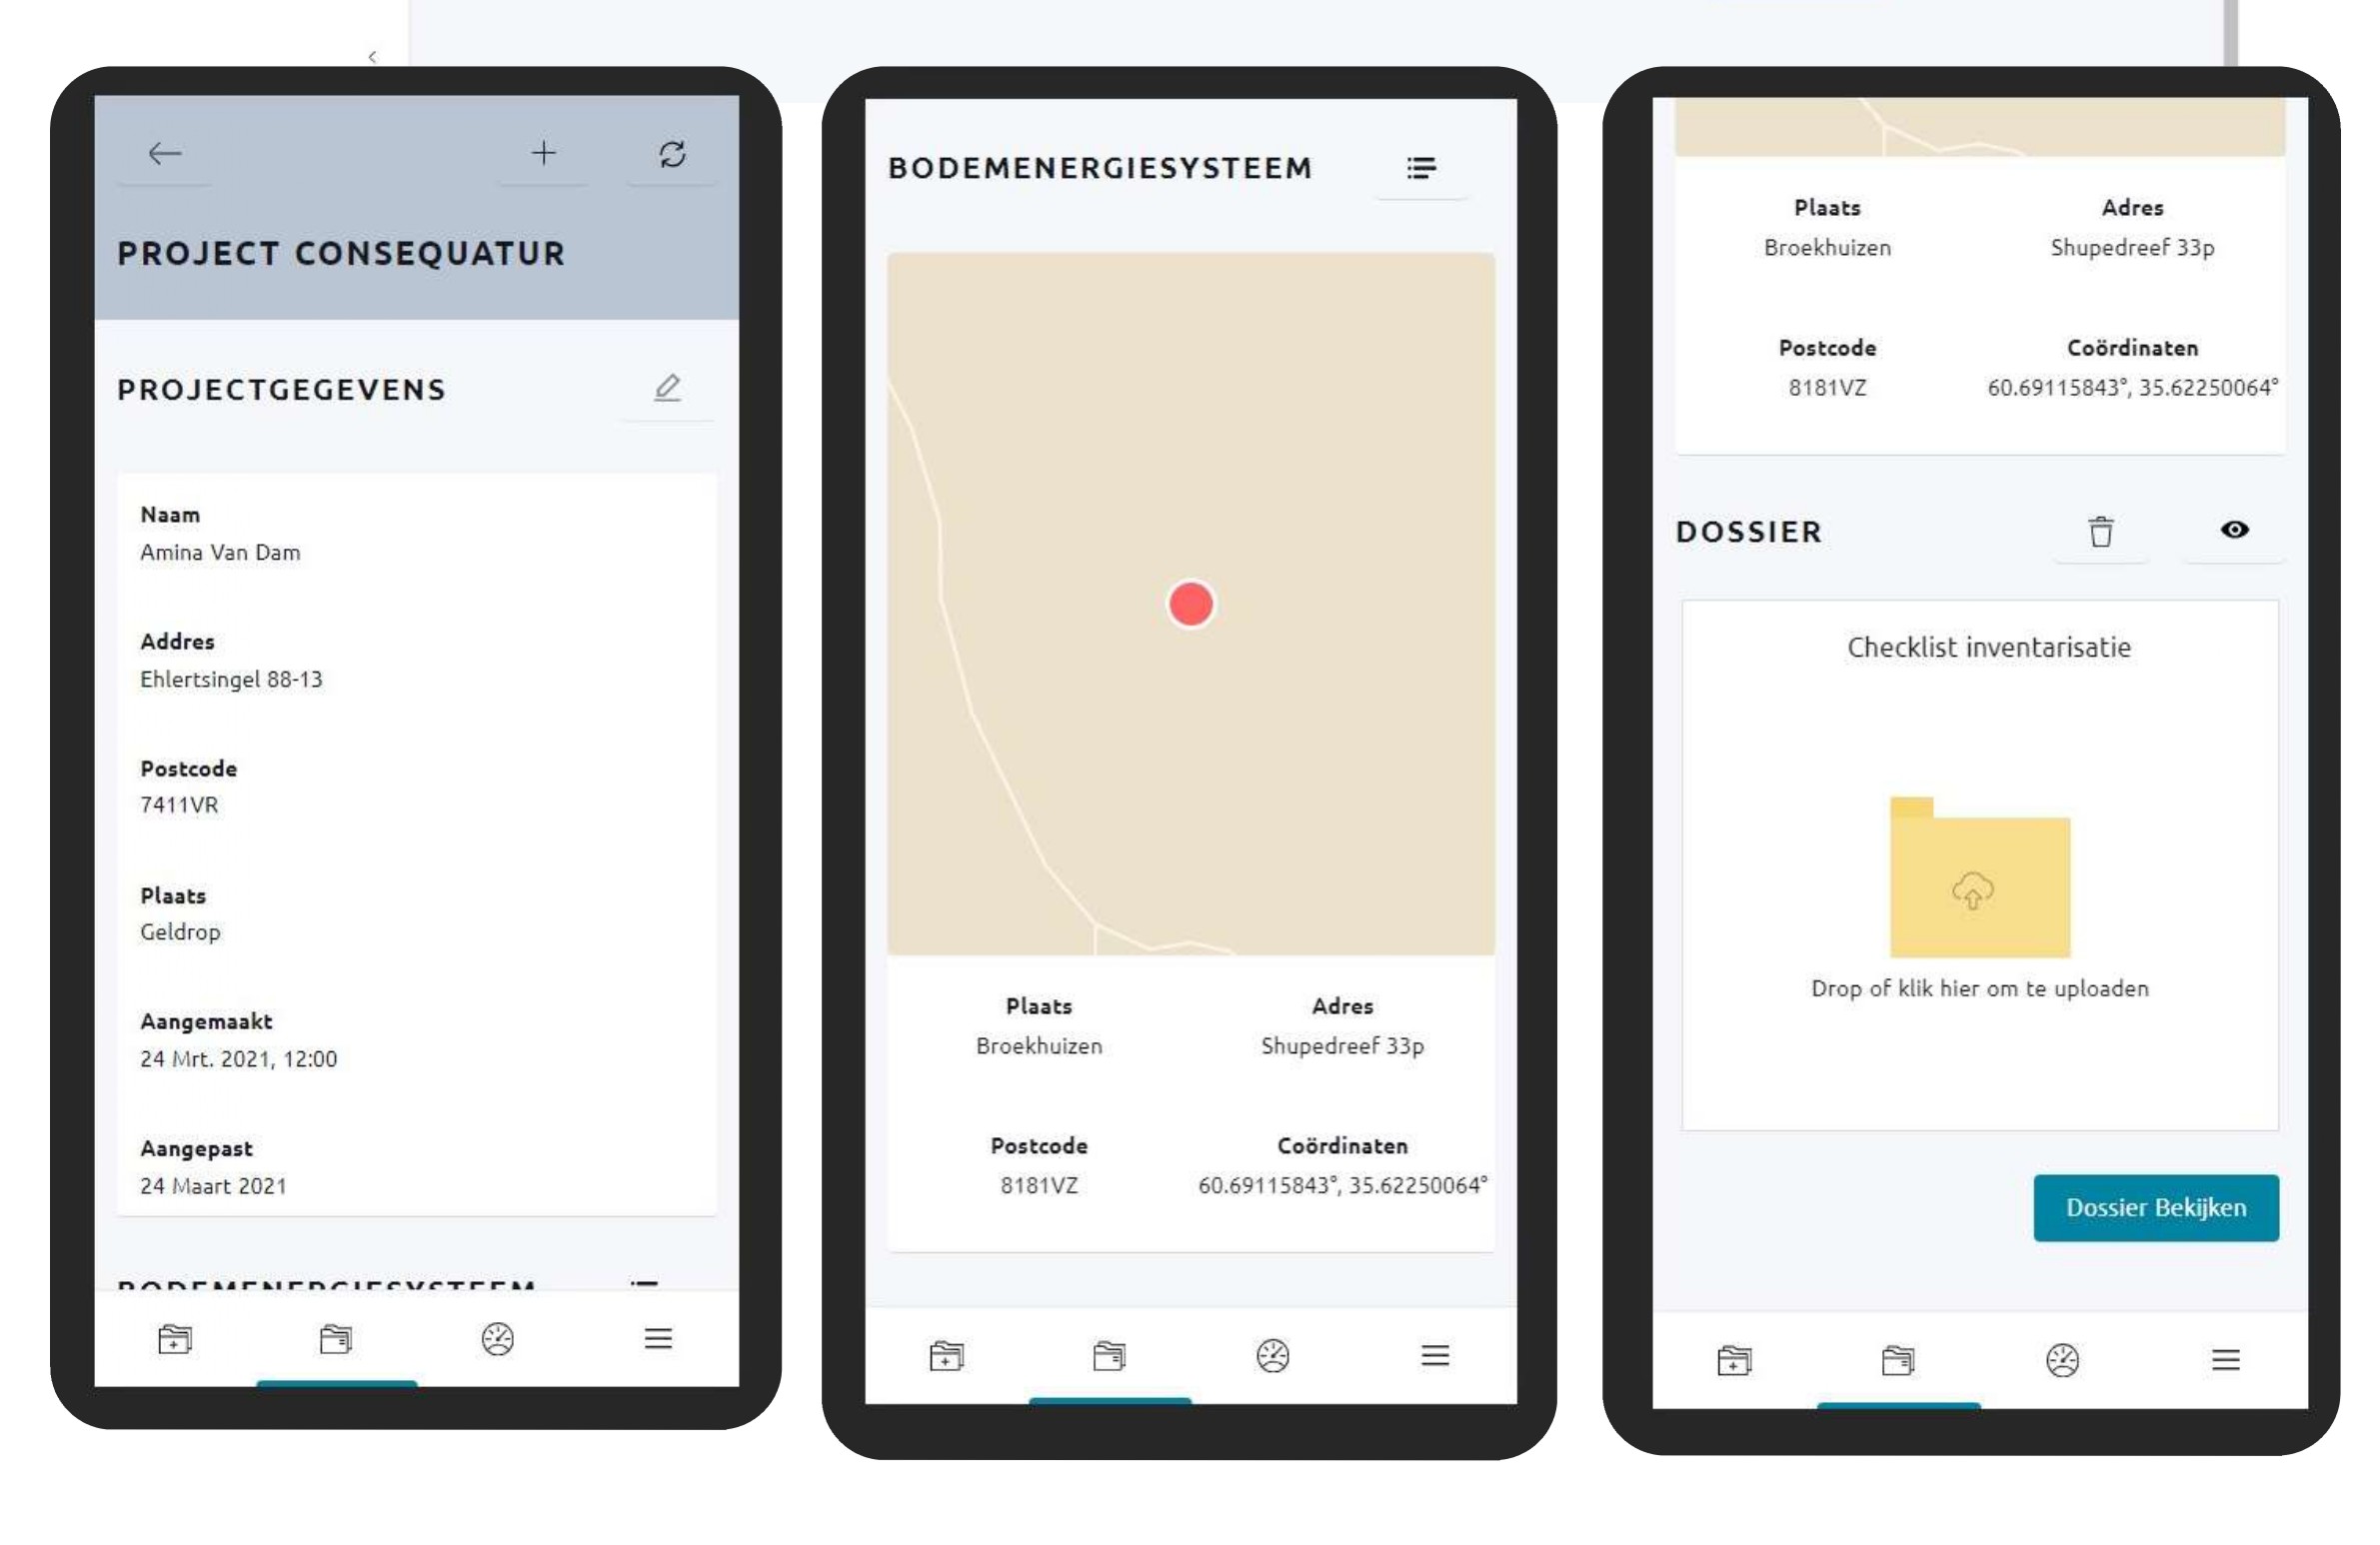 PROJECT CONSEQUATUR
PROJECTGEGEVENS
Naam
Amina Van Dam
Addres
Ehlertsingel 88-13
Postcode
7411VR
Plaats
Geldrop
Aangemaakt
24 Mrt. 2021, 12:00
Aangepast
24 Maart 2021
BODEMENERGIESYSTEEM
BODEMENERGIESYSTEEM
Plaats Adres
Broekhuizen Shupedreef 33p
Postcode Coördinaten
8181VZ 60.69115843°, 35.62250064°
Plaats Adres
Broekhuizen Shupedreef 33p
Postcode Coördinaten
8181VZ 60.69115843°, 35.62250064°
DOSSIER
Checklist inventarisatie
Drop of klik hier om te uploaden
Dossier Bekijken